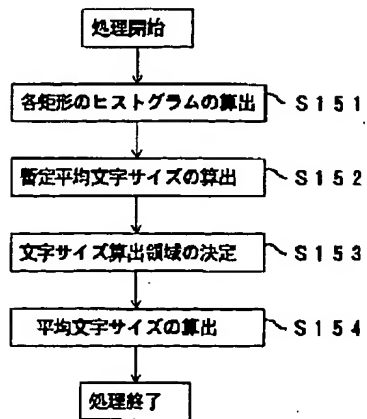 処理開始
各矩形のヒストグラムの算出 S151
暫定平均文字サイズの算出 S152
文字サイズ算出領域の決定 S153
平均文字サイズの算出 S154
処理終了